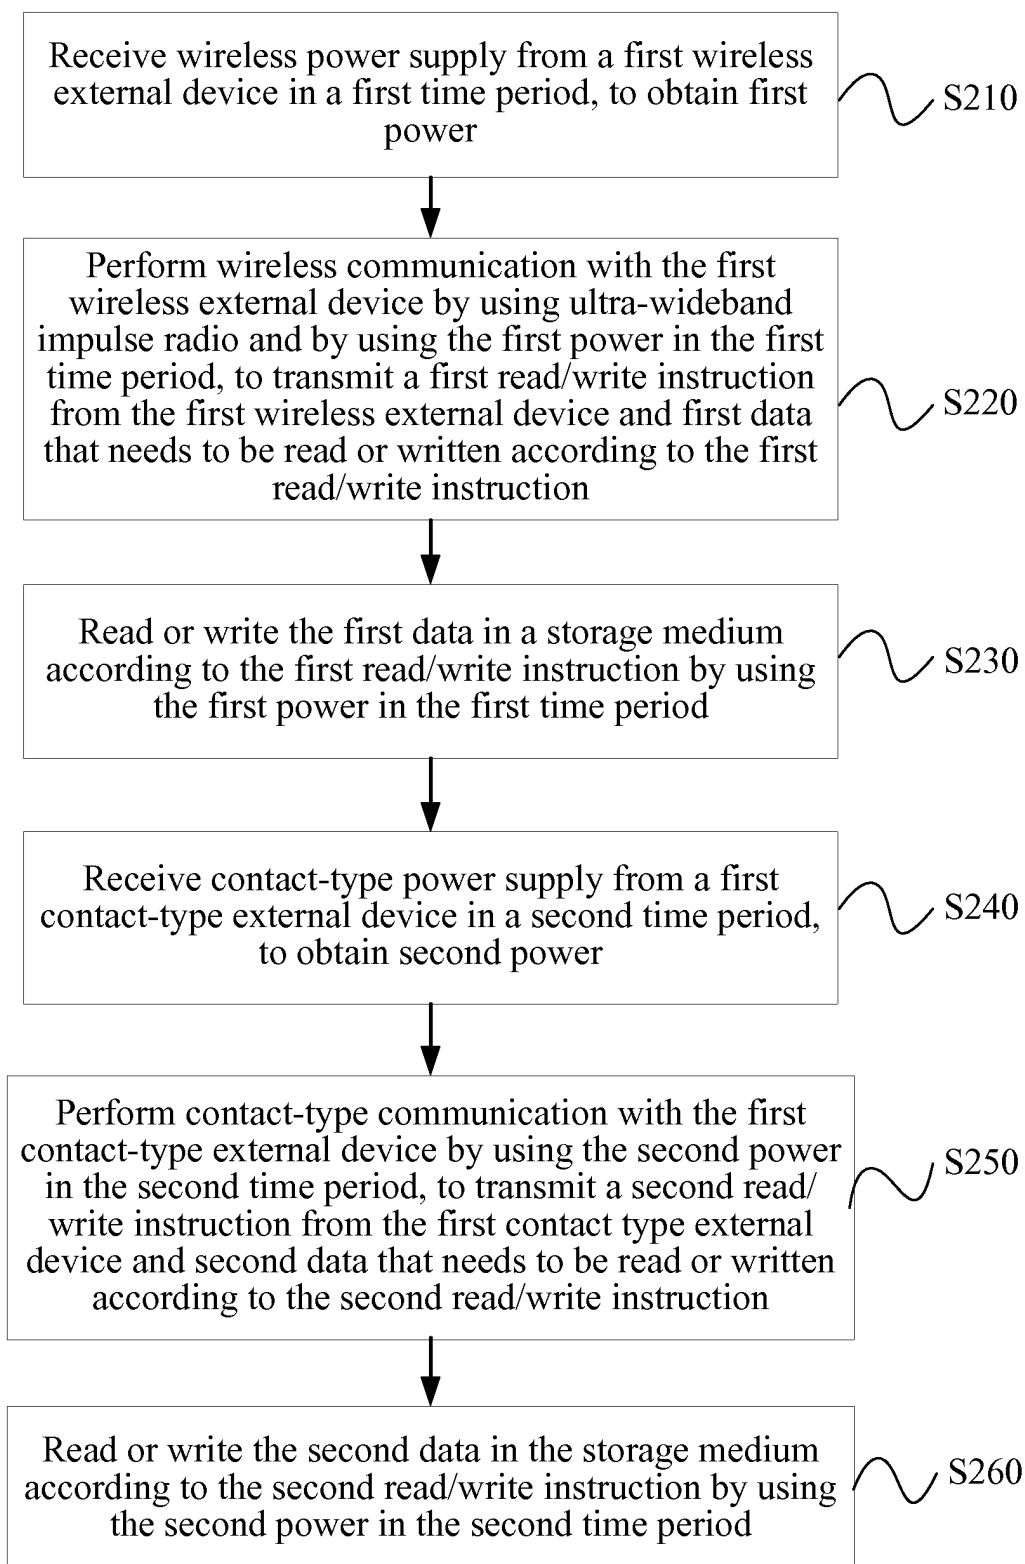 Receive wireless power supply from a first wireless
external device in a first time period, to obtain first
power
S210
Perform wireless communication with the first
wireless external device by using ultra-wideband
impulse radio and by using the first power in the first
time period, to transmit a first read/write instruction
from the first wireless external device and first data
that needs to be read or written according to the first
read/write instruction
S220
Read or write the first data in a storage medium
according to the first read/write instruction by using
the first power in the first time period
S230
Receive contact-type power supply from a first
contact-type external device in a second time period,
to obtain second power
S240
Perform contact-type communication with the first
contact-type external device by using the second power
in the second time period, to transmit a second read/
write instruction from the first contact type external
device and second data that needs to be read or written
according to the second read/write instruction
S250
Read or write the second data in the storage medium
according to the second read/write instruction by using
the second power in the second time period
S260